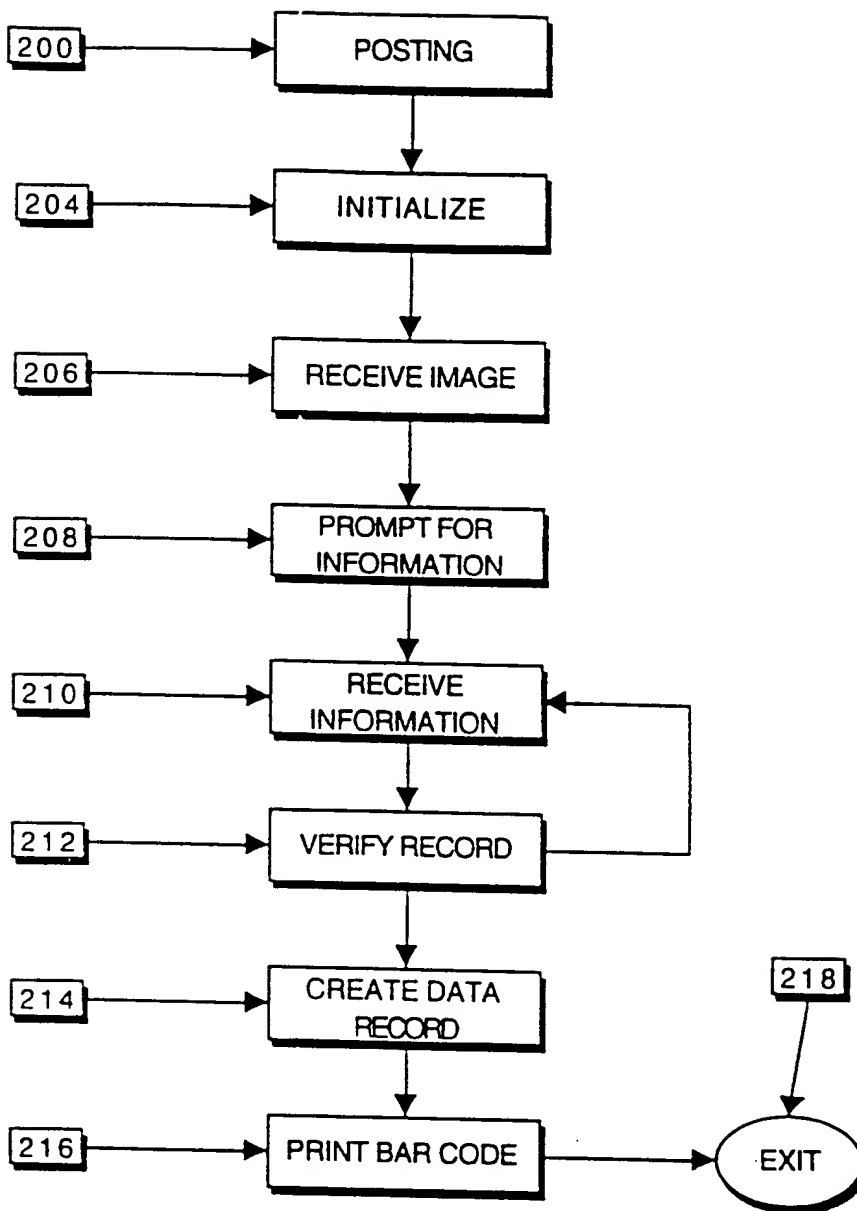 200
POSTING
204
INITIALIZE
206
RECEIVE IMAGE
208
PROMPT FOR
INFORMATION
210
RECEIVE
INFORMATION
212
VERIFY RECORD
214
CREATE DATA
RECORD
218
216
PRINT BAR CODE
EXIT